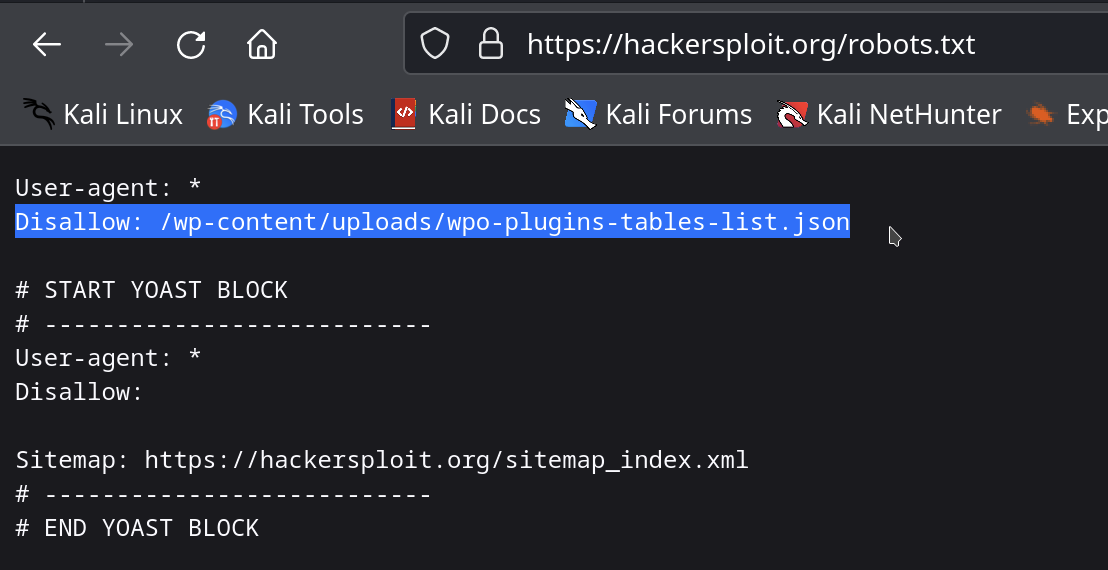 https://hackersploit.org/robots.txt
Kali Linux Kali Tools Kali Docs Kali Forums Kali NetHunter Exp
User-agent: *
Disallow: /wp-content/uploads/wpo-plugins-tables-list.json
# START YOAST BLOCK
# ---------------------------
User-agent: *
Disallow:
Sitemap: https://hackersploit.org/sitemap_index.xml
# ---------------------------
# END YOAST BLOCK